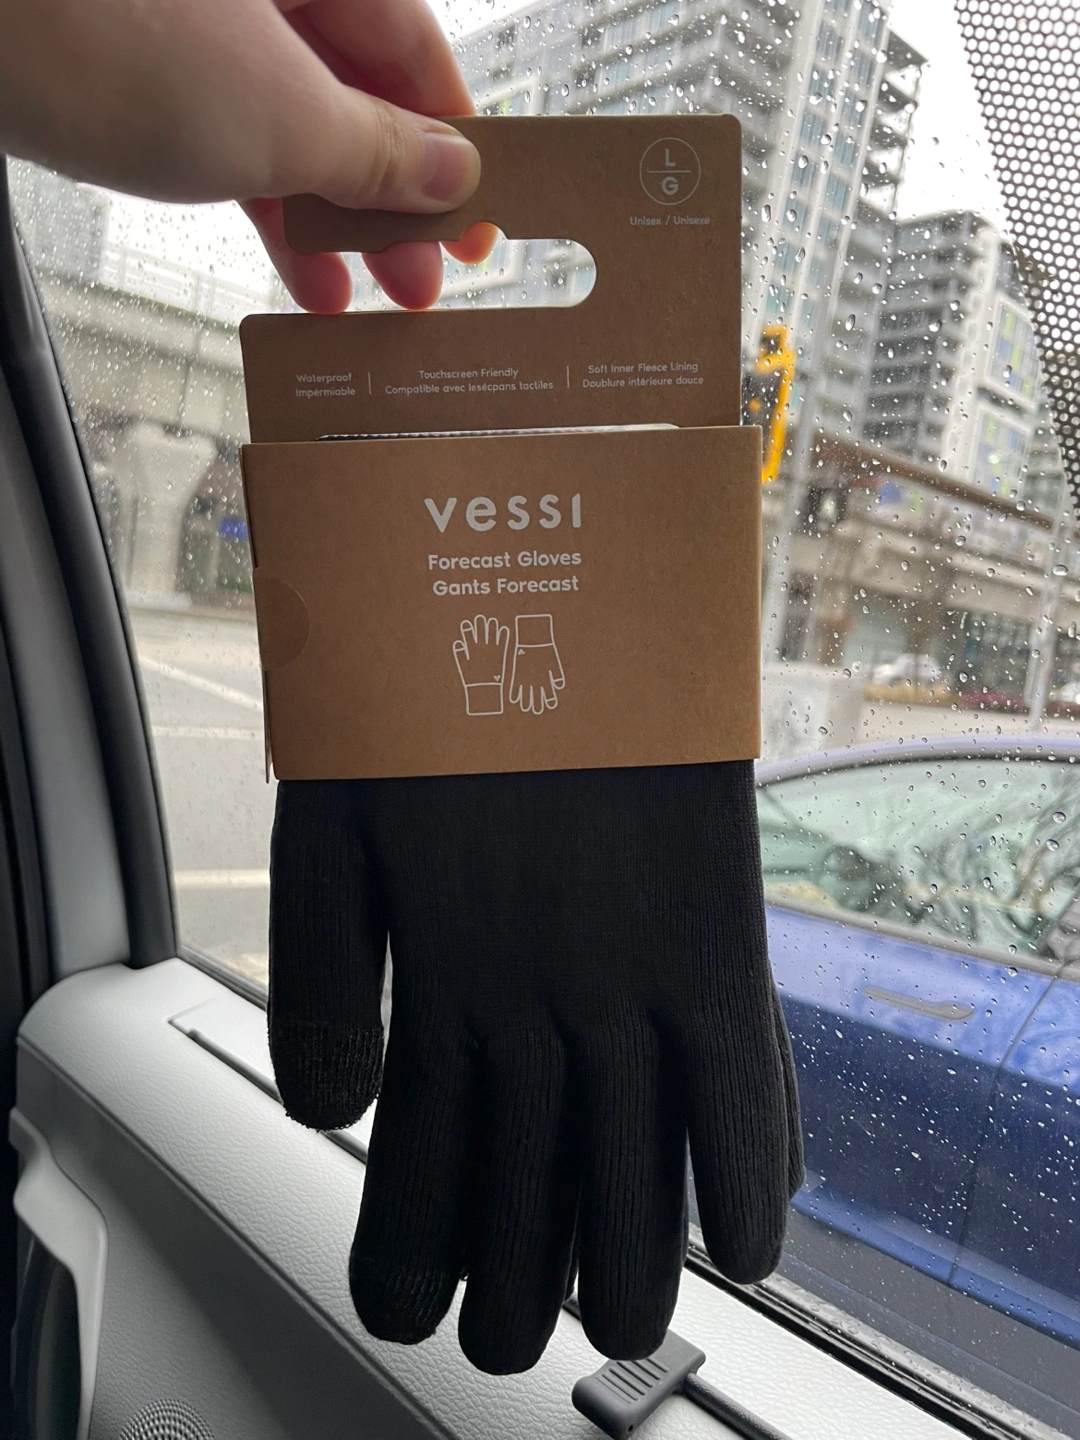 L
G
Unisex / Unisexe
Waterproof
Imperméable
Touchscreen Friendly
Compatible avec lesécpans tactiles
Soft Inner Fleece Lining
Doublure intérieure douce
vessi
Forecast Gloves
Gants Forecast